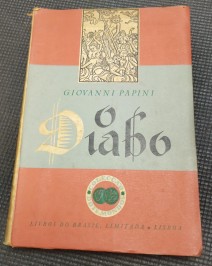 GIOVANNI PAPINI
O
Diabo
LIVROS DO BRASIL, LIMITADA • LISBOA